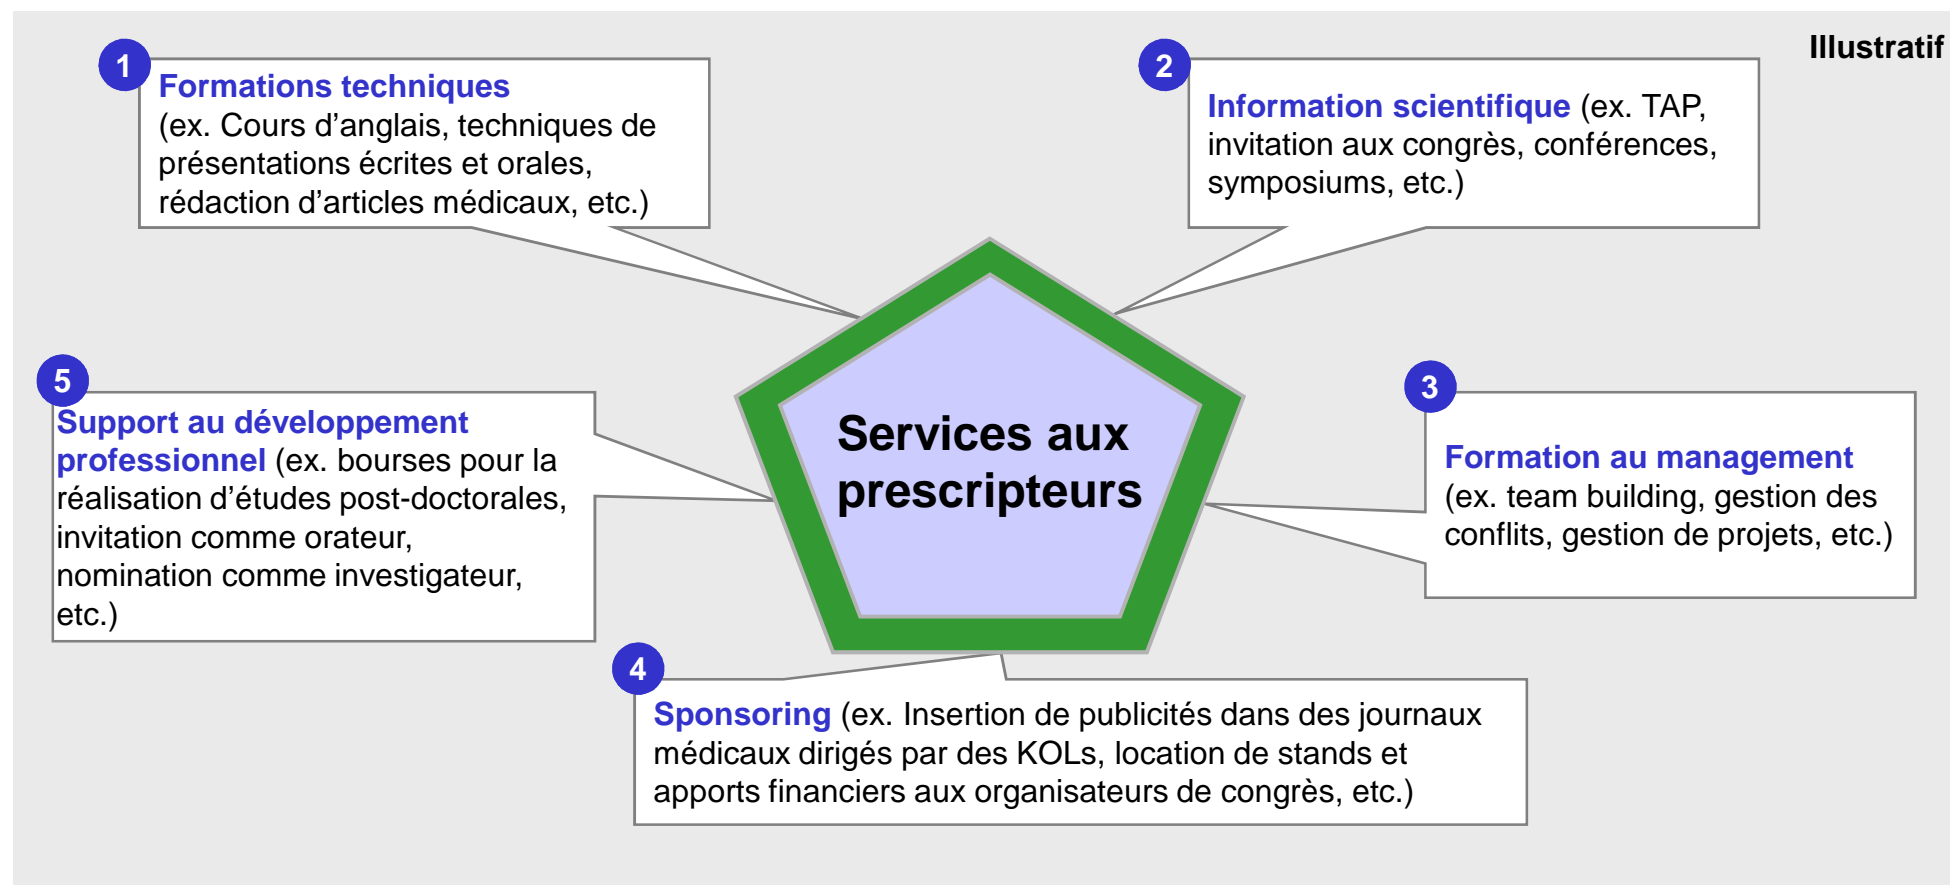 Illustratif
1
Formations techniques
(ex. Cours d’anglais, techniques de
présentations écrites et orales,
rédaction d’articles médicaux, etc.)
2
Information scientifique (ex. TAP,
invitation aux congrès, conférences,
symposiums, etc.)
5
Support au développement
professionnel (ex. bourses pour la
réalisation d’études post-doctorales,
invitation comme orateur,
nomination comme investigateur,
etc.)
Services aux
prescripteurs
3
Formation au management
(ex. team building, gestion des
conflits, gestion de projets, etc.)
4
Sponsoring (ex. Insertion de publicités dans des journaux
médicaux dirigés par des KOLs, location de stands et
apports financiers aux organisateurs de congrès, etc.)